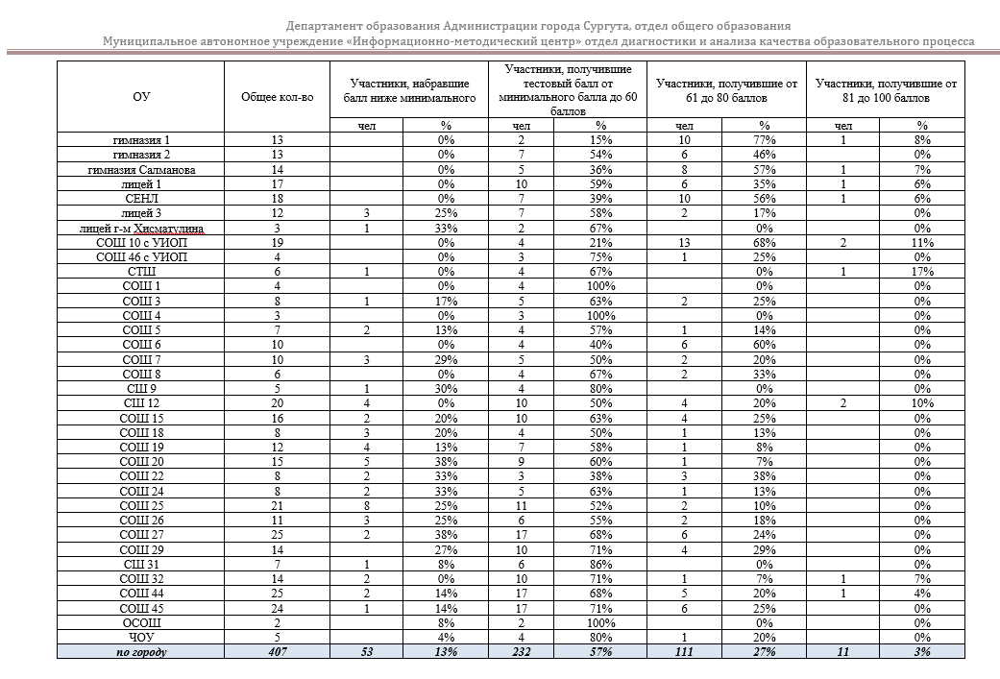 Департамент образования Администрации города Сургута, отдел общего образования
Муниципальное автономное учреждение «Информационно-методический центр» отдел диагностики и анализа качества образовательного процесса
ОУ Общее кол-во Участники, набравшие балл ниже минимального Участники, получившие тестовый балл от минимального балла до 60 баллов Участники, получившие от 61 до 80 баллов Участники, получившие от 81 до 100 баллов
чел % чел % чел % чел %
гимназия 1 13 0% 2 15% 10 77% 1 8%
гимназия 2 13 0% 7 54% 6 46% 0%
гимназия Салманова 14 0% 5 36% 8 57% 1 7%
лицей 1 17 0% 10 59% 6 35% 1 6%
СЕНЛ 18 0% 7 39% 10 56% 1 6%
лицей 3 12 3 25% 7 58% 2 17% 0%
лицей г-м Хисматулина 3 1 33% 2 67% 0% 0%
СОШ 10 с УИОП 19 0% 4 21% 13 68% 2 11%
СОШ 46 с УИОП 4 0% 3 75% 1 25% 0%
СТШ 6 1 0% 4 67% 0% 1 17%
СОШ 1 4 0% 4 100% 0% 0%
СОШ 3 8 1 17% 5 63% 2 25% 0%
СОШ 4 3 0% 3 100% 0% 0%
СОШ 5 7 2 13% 4 57% 1 14% 0%
СОШ 6 10 0% 4 40% 6 60% 0%
СОШ 7 10 3 29% 5 50% 2 20% 0%
СОШ 8 6 0% 4 67% 2 33% 0%
СШ 9 5 1 30% 4 80% 0% 0%
СШ 12 20 4 0% 10 50% 4 20% 2 10%
СОШ 15 16 2 20% 10 63% 4 25% 0%
СОШ 18 8 3 20% 4 50% 1 13% 0%
СОШ 19 12 4 13% 7 58% 1 8% 0%
СОШ 20 15 5 38% 9 60% 1 7% 0%
СОШ 22 8 2 33% 3 38% 3 38% 0%
СОШ 24 8 2 33% 5 63% 1 13% 0%
СОШ 25 21 8 25% 11 52% 2 10% 0%
СОШ 26 11 3 25% 6 55% 2 18% 0%
СОШ 27 25 2 38% 17 68% 6 24% 0%
СОШ 29 14 27% 10 71% 4 29% 0%
СШ 31 7 1 8% 6 86% 0% 0%
СОШ 32 14 2 0% 10 71% 1 7% 1 7%
СОШ 44 25 2 14% 17 68% 5 20% 1 4%
СОШ 45 24 1 14% 17 71% 6 25% 0%
ОСОШ 2 8% 2 100% 0% 0%
ЧОУ 5 4% 4 80% 1 20% 0%
по городу 407 53 13% 232 57% 111 27% 11 3%